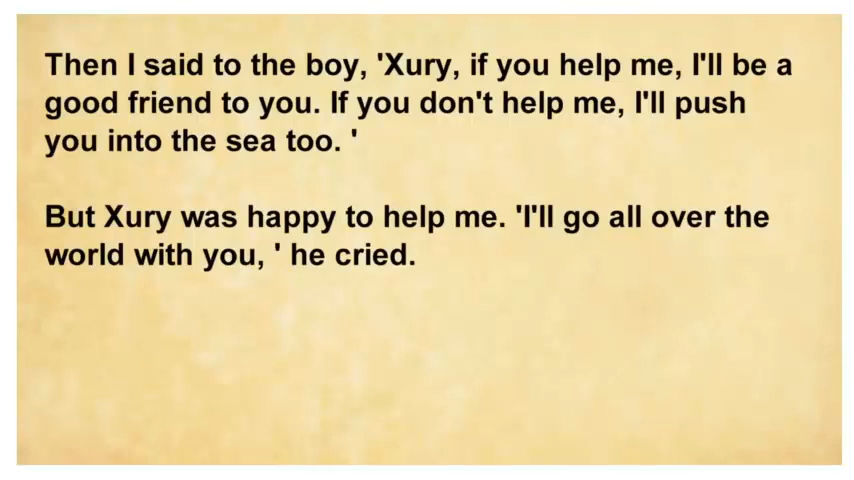 Then I said to the boy, 'Xury, if you help me, I'll be a
good friend to you. If you don't help me, I'll push
you into the sea too. '
But Xury was happy to help me. 'I'll go all over the
world with you, ' he cried.